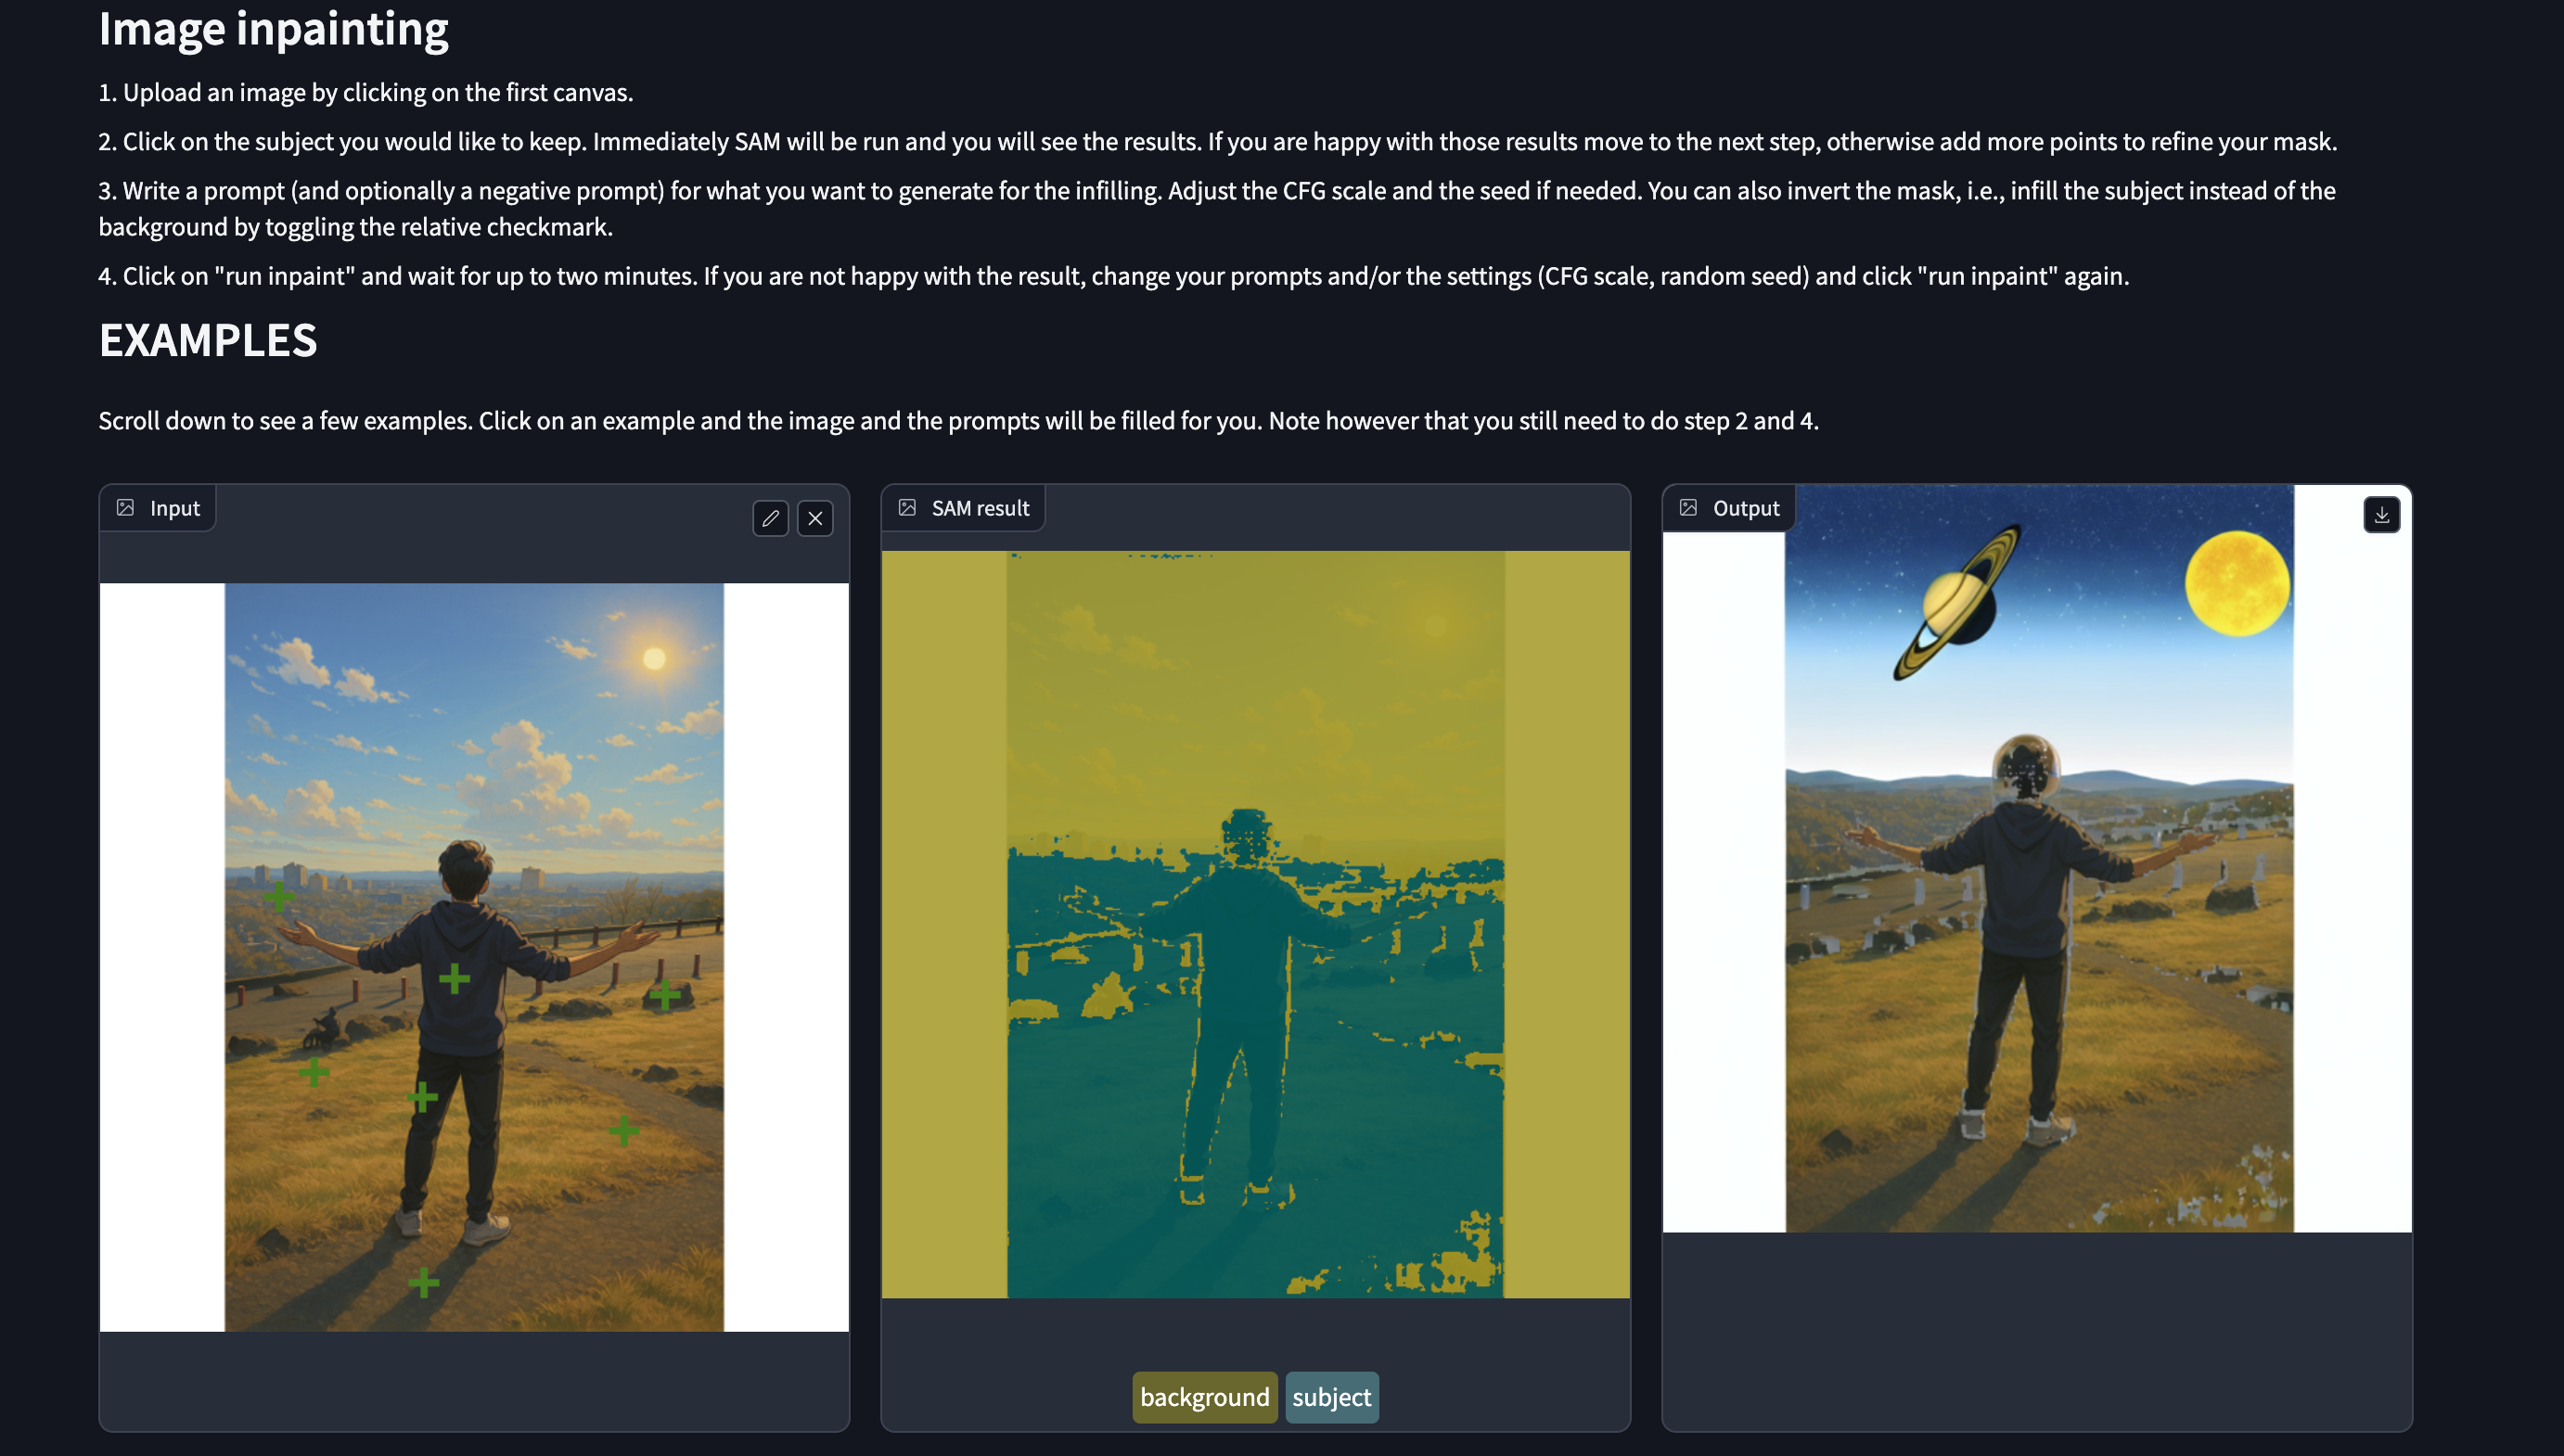 Image inpainting
1. Upload an image by clicking on the first canvas.
2. Click on the subject you would like to keep. Immediately SAM will be run and you will see the results. If you are happy with those results move to the next step, otherwise add more points to refine your mask.
3. Write a prompt (and optionally a negative prompt) for what you want to generate for the infilling. Adjust the CFG scale and the seed if needed. You can also invert the mask, i.e., infill the subject instead of the
background by toggling the relative checkmark.
4. Click on "run inpaint" and wait for up to two minutes. If you are not happy with the result, change your prompts and/or the settings (CFG scale, random seed) and click "run inpaint" again.
EXAMPLES
Scroll down to see a few examples. Click on an example and the image and the prompts will be filled for you. Note however that you still need to do step 2 and 4.
Input
SAM result
Output
background subject